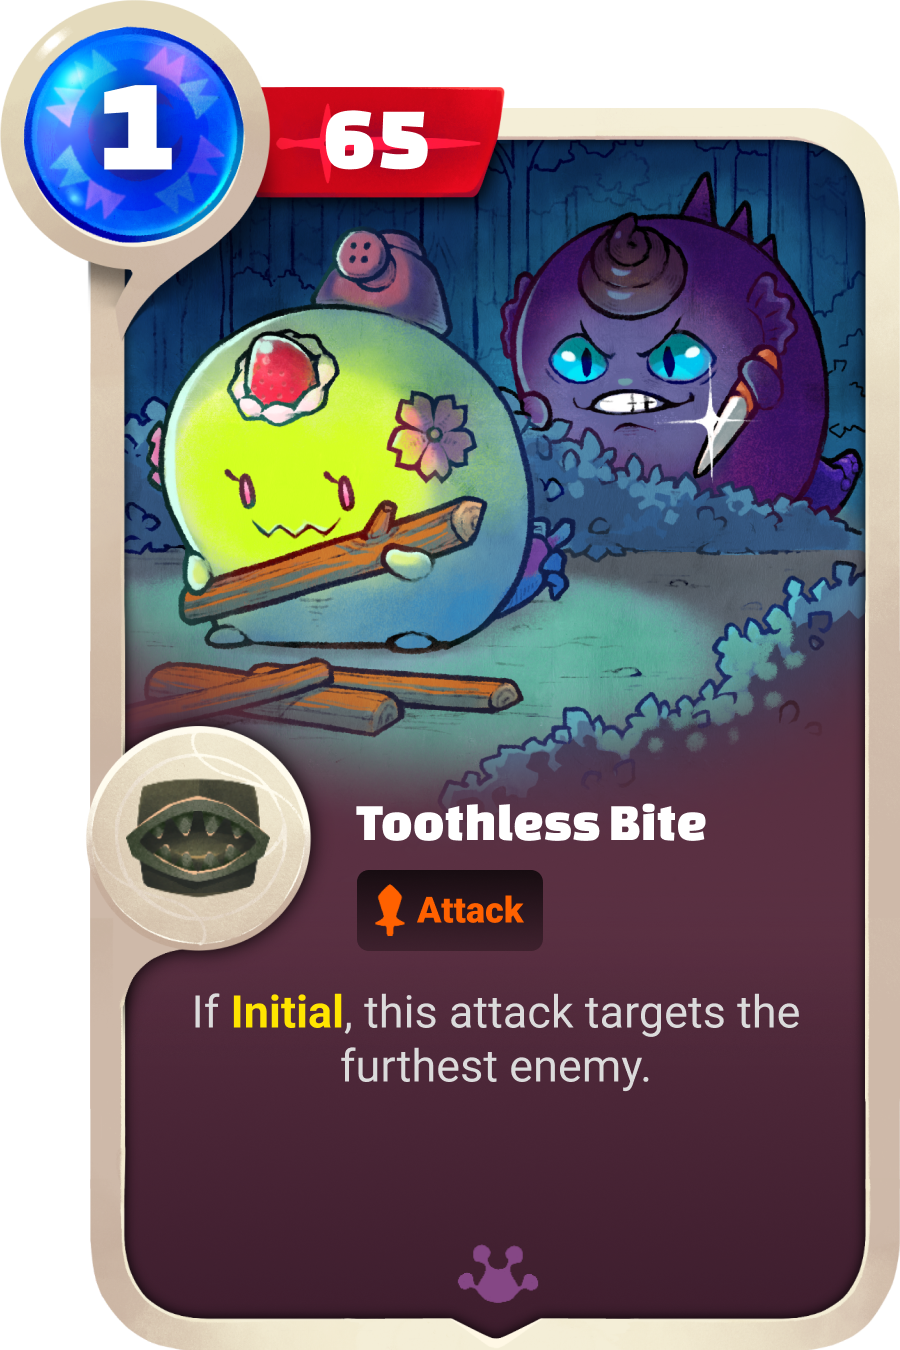 1
65
Toothless Bite
Attack
If Initial, this attack targets the
furthest enemy.